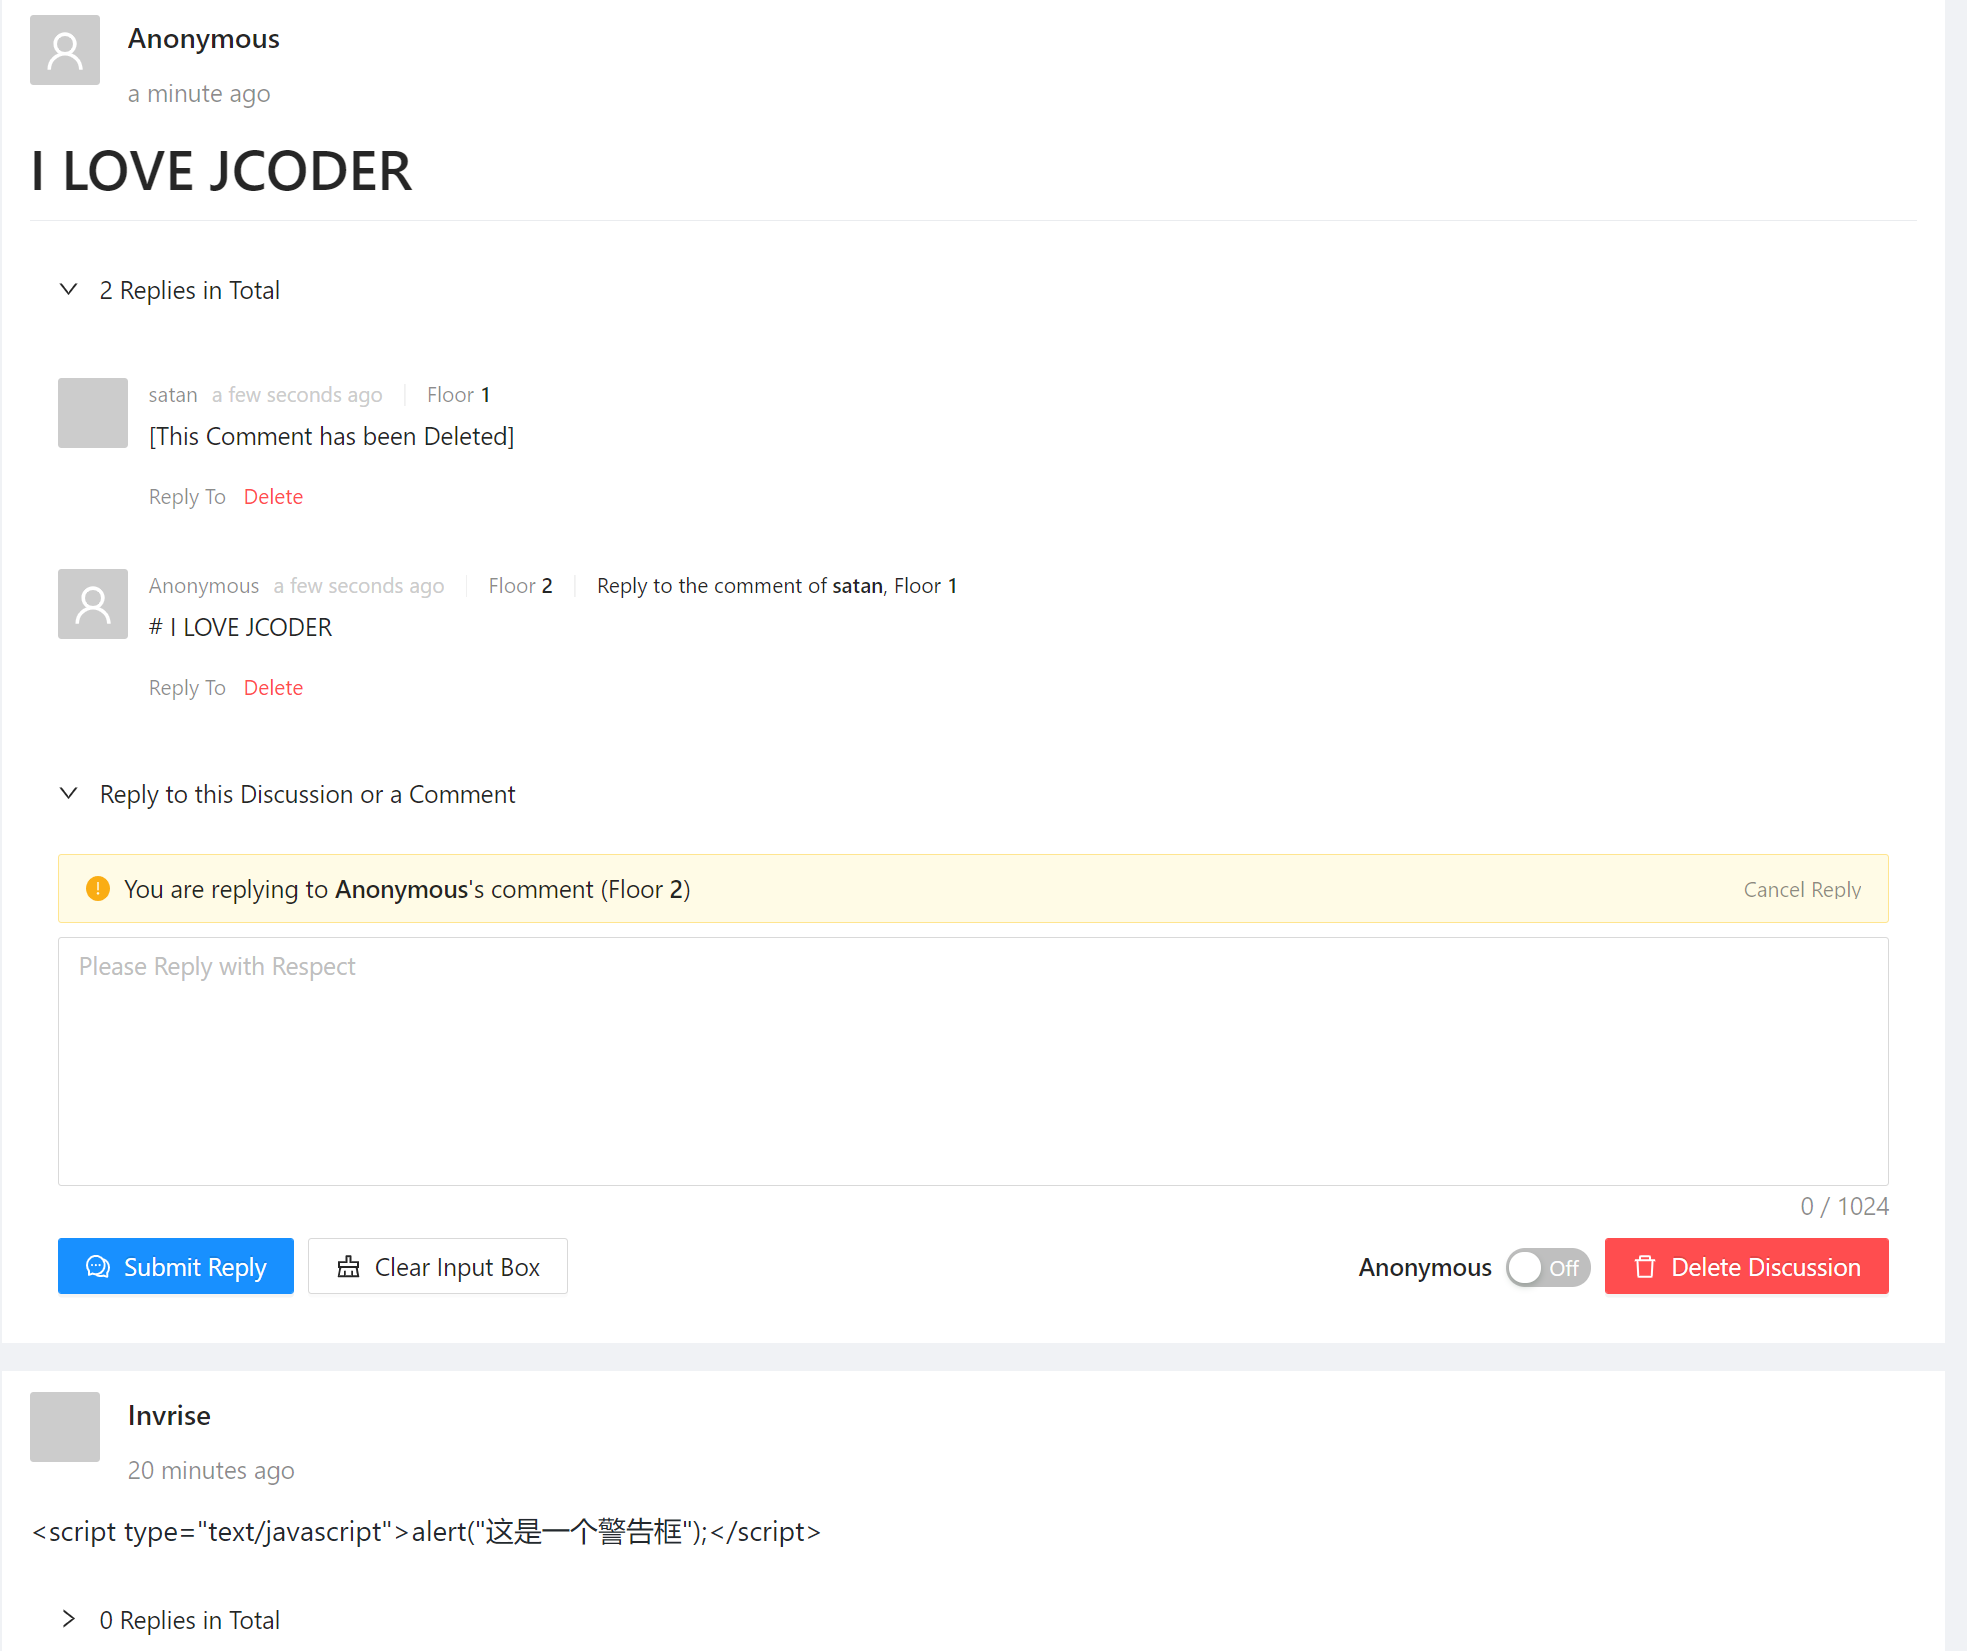 Anonymous
a minute ago
I LOVE JCODER
2 Replies in Total
satan a few seconds ago Floor 1
[This Comment has been Deleted]
Reply To Delete
Anonymous a few seconds ago Floor 2 Reply to the comment of satan, Floor 1
# I LOVE JCODER
Reply To Delete
Reply to this Discussion or a Comment
You are replying to Anonymous's comment (Floor 2) Cancel Reply
Please Reply with Respect
0 / 1024
Submit Reply Clear Input Box Anonymous Off Delete Discussion
Invrise
20 minutes ago
<script type="text/javascript">alert("这是一个警告框");</script>
0 Replies in Total